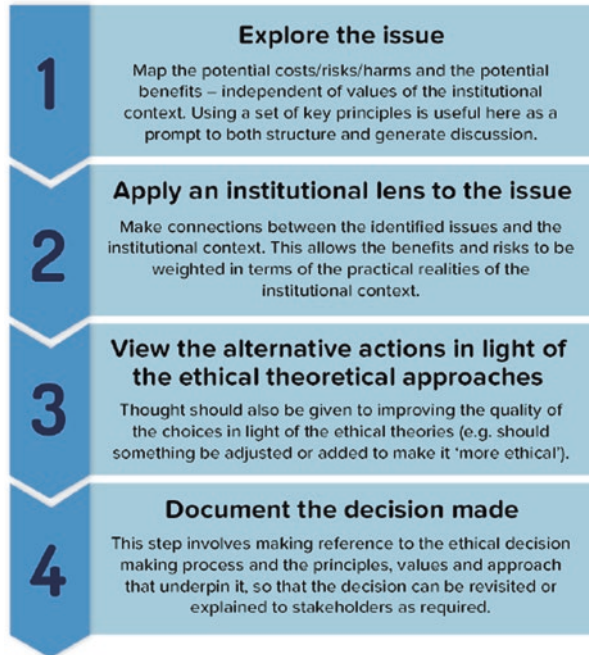 1
Explore the issue
Map the potential costs/risks/harms and the potential
benefits – independent of values of the institutional
context. Using a set of key principles is useful here as a
prompt to both structure and generate discussion.
2
Apply an institutional lens to the issue
Make connections between the identified issues and the
institutional context. This allows the benefits and risks to be
weighted in terms of the practical realities of the
institutional context.
3
View the alternative actions in light of
the ethical theoretical approaches
Thought should also be given to improving the quality of
the choices in light of the ethical theories (e.g. should
something be adjusted or added to make it ‘more ethical’).
4
Document the decision made
This step involves making reference to the ethical decision
making process and the principles, values and approach
that underpin it, so that the decision can be revisited or
explained to stakeholders as required.